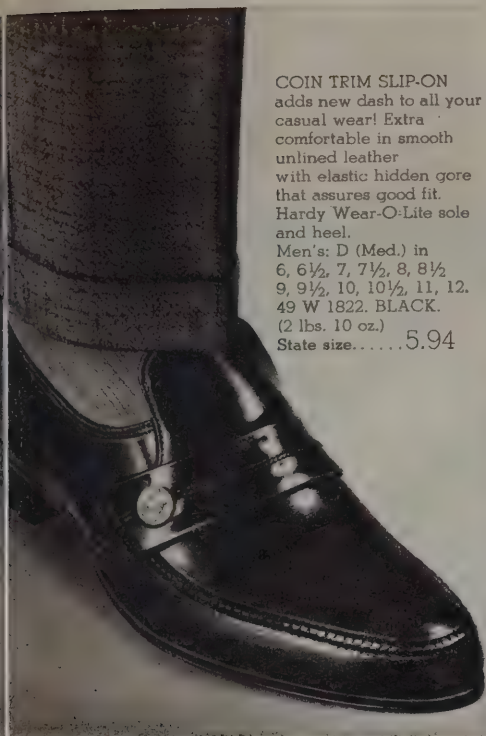 COIN TRIM SLIP-ON
adds new dash to all your
casual wear! Extra
comfortable in smooth
unlined leather
with elastic hidden gore
that assures good fit.
Hardy Wear-O-Lite sole
and heel.
Men's: D (Med.) in
6, 6½, 7, 7½, 8, 8½
9, 9½, 10, 10½, 11, 12.
49 W 1822. BLACK.
(2 lbs. 10 oz.)
State size......5.94